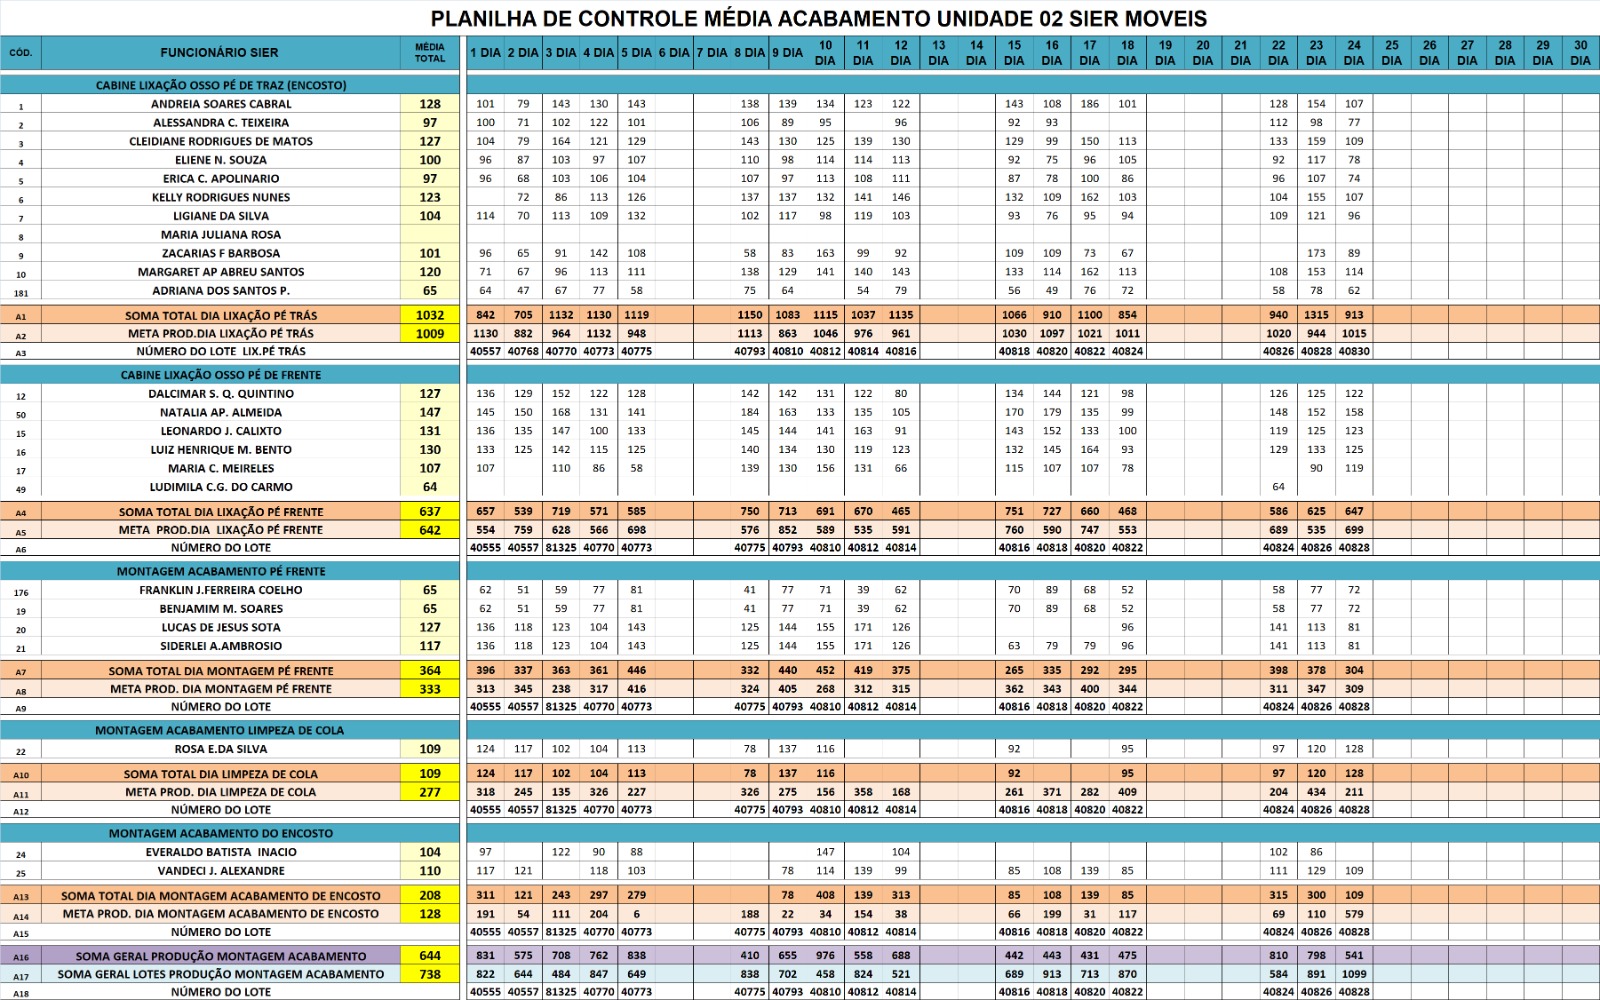 PLANILHA DE CONTROLE MÉDIA ACABAMENTO UNIDADE 02 SIER MOVEIS
CÓD. FUNCIONÁRIO SIER MÉDIA TOTAL 1 DIA 2 DIA 3 DIA 4 DIA 5 DIA 6 DIA 7 DIA 8 DIA 9 DIA 10 DIA 11 DIA 12 DIA 13 DIA 14 DIA 15 DIA 16 DIA 17 DIA 18 DIA 19 DIA 20 DIA 21 DIA 22 DIA 23 DIA 24 DIA 25 DIA 26 DIA 27 DIA 28 DIA 29 DIA 30 DIA
CABINE LIXAÇÃO OSSO PÉ DE TRAZ (ENCOSTO)
1 ANDREIA SOARES CABRAL 128 101 79 143 130 143 138 139 134 123 122 143 108 186 101 128 154 107
2 ALESSANDRA C. TEIXEIRA 97 100 71 102 122 101 106 89 95 96 92 93 112 98 77
3 CLEIDIANE RODRIGUES DE MATOS 127 104 79 164 121 129 143 130 125 139 130 129 99 150 113 133 159 109
4 ELIENE N. SOUZA 100 96 87 103 97 107 110 98 114 114 113 92 75 96 105 92 117 78
5 ERICA C. APOLINARIO 97 96 68 103 106 104 107 97 113 108 111 87 78 100 86 96 107 74
6 KELLY RODRIGUES NUNES 123 72 86 113 126 137 137 132 141 146 132 109 162 103 104 155 107
7 LIGIANE DA SILVA 104 114 70 113 109 132 102 117 98 119 103 93 76 95 94 109 121 96
8 MARIA JULIANA ROSA
9 ZACARIAS F BARBOSA 101 96 65 91 142 108 58 83 163 99 92 109 109 73 67 173 89
10 MARGARET AP ABREU SANTOS 120 71 67 96 113 111 138 129 141 140 143 133 114 162 113 108 153 114
181 ADRIANA DOS SANTOS P. 65 64 47 67 77 58 75 64 54 79 56 49 76 72 58 78 62
A1 SOMA TOTAL DIA LIXAÇÃO PÉ TRÁS 1032 842 705 1132 1130 1119 1150 1083 1115 1037 1135 1066 910 1100 854 940 1315 913
A2 META PROD.DIA LIXAÇÃO PÉ TRÁS 1009 1130 882 964 1132 948 1113 863 1046 976 961 1030 1097 1021 1011 1020 944 1015
A3 NÚMERO DO LOTE LIX.PÉ TRÁS 40557 40768 40770 40773 40775 40793 40810 40812 40814 40816 40818 40820 40822 40824 40826 40828 40830
CABINE LIXAÇÃO OSSO PÉ DE FRENTE
12 DALCIMAR S. Q. QUINTINO 127 136 129 152 122 128 142 142 131 122 80 134 144 121 98 126 125 122
50 NATALIA AP. ALMEIDA 147 145 150 168 131 141 184 163 133 135 105 170 179 135 99 148 152 158
15 LEONARDO J. CALIXTO 131 136 135 147 100 133 145 144 141 163 91 143 152 133 100 119 125 123
16 LUIZ HENRIQUE M. BENTO 130 133 125 142 115 125 140 134 130 119 123 132 145 164 93 129 133 125
17 MARIA C. MEIRELES 107 107 110 86 58 139 130 156 131 66 115 107 107 78 90 119
49 LUDIMILA C.G. DO CARMO 64 64
A4 SOMA TOTAL DIA LIXAÇÃO PÉ FRENTE 637 657 539 719 571 585 750 713 691 670 465 751 727 660 468 586 625 647
A5 META PROD.DIA LIXAÇÃO PÉ FRENTE 642 554 759 628 566 698 576 852 589 535 591 760 590 747 553 689 535 699
A6 NÚMERO DO LOTE 40555 40557 81325 40770 40773 40775 40793 40810 40812 40814 40816 40818 40820 40822 40824 40826 40828
MONTAGEM ACABAMENTO PÉ FRENTE
176 FRANKLIN J.FERREIRA COELHO 65 62 51 59 77 81 41 77 71 39 62 70 89 68 52 58 77 72
19 BENJAMIM M. SOARES 65 62 51 59 77 81 41 77 71 39 62 70 89 68 52 58 77 72
20 LUCAS DE JESUS SOTA 127 136 118 123 104 143 125 144 155 171 126 96 141 113 81
21 SIDERLEI A.AMBROSIO 117 136 118 123 104 143 125 144 155 171 126 63 79 79 96 141 113 81
A7 SOMA TOTAL DIA MONTAGEM PÉ FRENTE 364 396 337 363 361 446 332 440 452 419 375 265 335 292 295 398 378 304
A8 META PROD. DIA MONTAGEM PÉ FRENTE 333 313 345 238 317 416 324 405 268 312 315 362 343 400 344 311 347 309
A9 NÚMERO DO LOTE 40555 40557 81325 40770 40773 40775 40793 40810 40812 40814 40816 40818 40820 40822 40824 40826 40828
MONTAGEM ACABAMENTO LIMPEZA DE COLA
22 ROSA E.DA SILVA 109 124 117 102 104 113 78 137 116 92 95 97 120 128
A10 SOMA TOTAL DIA LIMPEZA DE COLA 109 124 117 102 104 113 78 137 116 92 95 97 120 128
A11 META PROD. DIA LIMPEZA DE COLA 277 318 245 135 326 227 326 275 156 358 168 261 371 282 409 204 434 211
A12 NÚMERO DO LOTE 40555 40557 81325 40770 40773 40775 40793 40810 40812 40814 40816 40818 40820 40822 40824 40826 40828
MONTAGEM ACABAMENTO DO ENCOSTO
24 EVERALDO BATISTA INACIO 104 97 122 90 88 147 104 102 86
25 VANDECI J. ALEXANDRE 110 117 121 118 103 78 114 139 99 85 108 139 85 111 129 109
A13 SOMA TOTAL DIA MONTAGEM ACABAMENTO DE ENCOSTO 208 311 121 243 297 279 78 408 139 313 85 108 139 85 315 300 109
A14 META PROD. DIA MONTAGEM ACABAMENTO DE ENCOSTO 128 191 54 111 204 6 188 22 34 154 38 66 199 31 117 69 110 579
A15 NÚMERO DO LOTE 40555 40557 81325 40770 40773 40775 40793 40810 40812 40814 40816 40818 40820 40822 40824 40826 40828
A16 SOMA GERAL PRODUÇÃO MONTAGEM ACABAMENTO 644 831 575 708 762 838 410 655 976 558 688 442 443 431 475 810 798 541
A17 SOMA GERAL LOTES PRODUÇÃO MONTAGEM ACABAMENTO 738 822 644 484 847 649 838 702 458 824 521 689 913 713 870 584 891 1099
A18 NÚMERO DO LOTE 40555 40557 81325 40770 40773 40775 40793 40810 40812 40814 40816 40818 40820 40822 40824 40826 40828